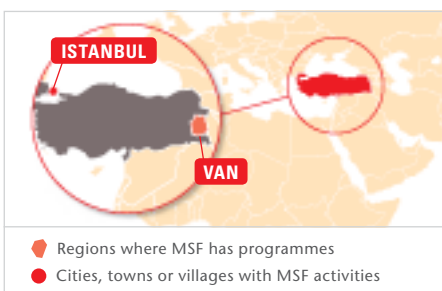 ISTANBUL
VAN
Regions where MSF has programmes
Cities, towns or villages with MSF activities